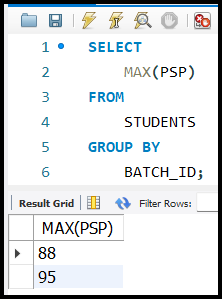 1 SELECT
2 MAX(PSP)
3 FROM
4 STUDENTS
5 GROUP BY
6 BATCH_ID;
Result Grid Filter Rows:
MAX(PSP)
88
95